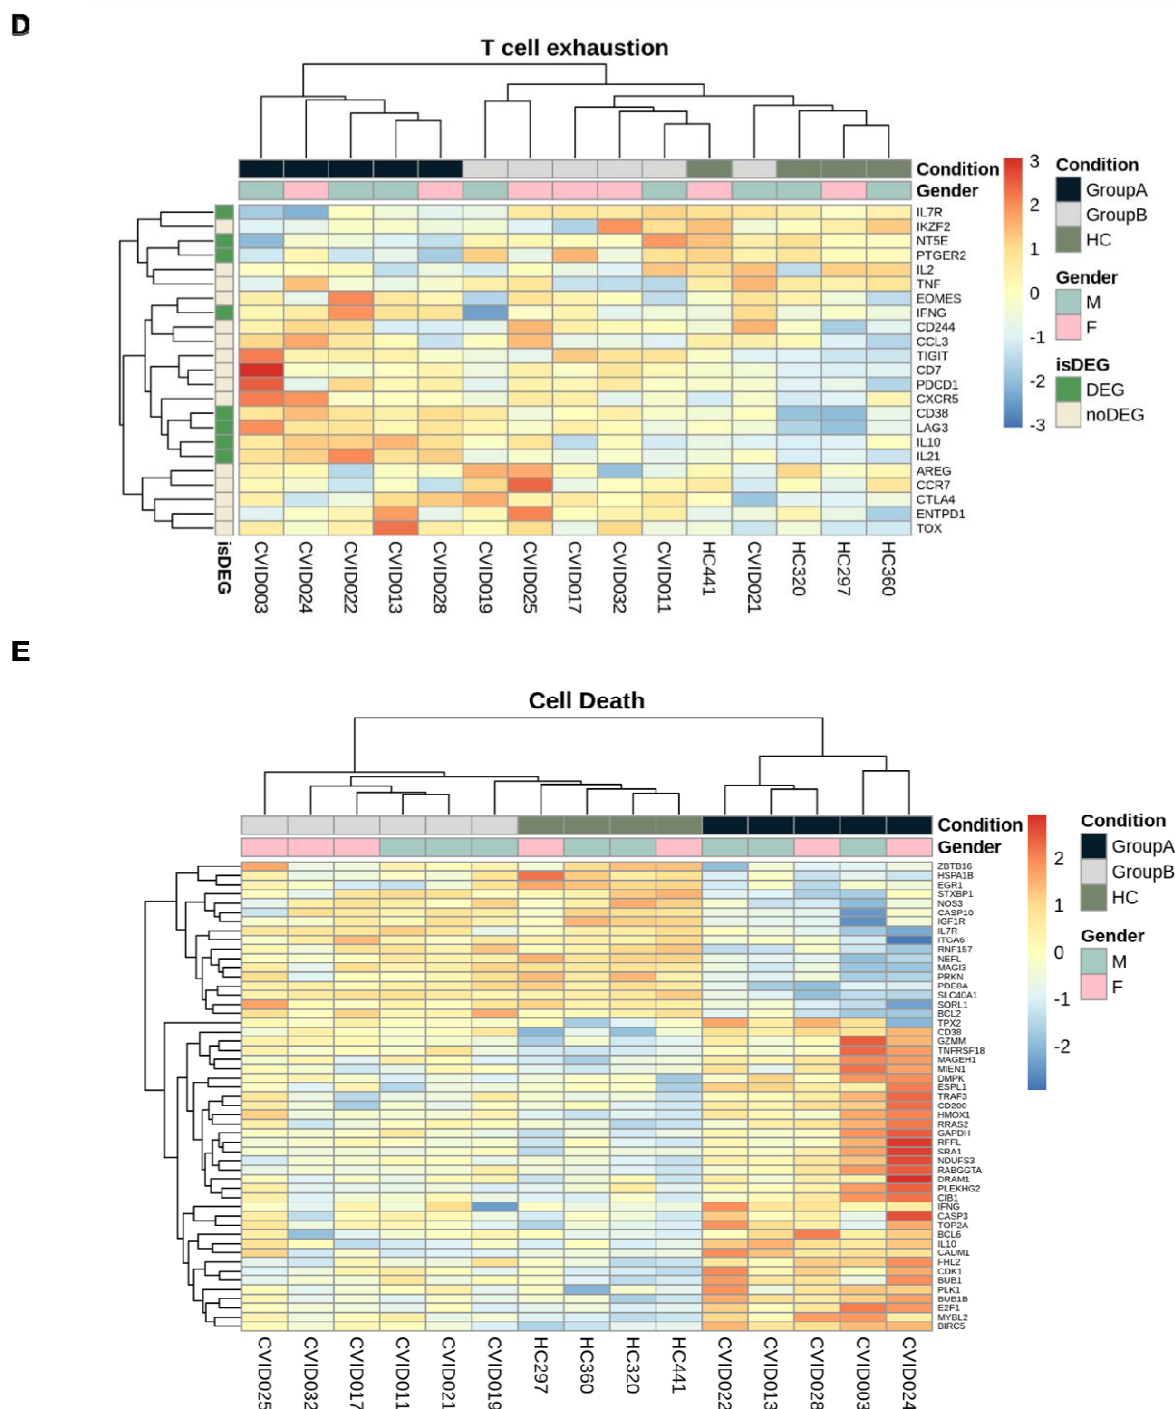 D
T cell exhaustion
Condition
Gender
IL7R
IKZF2
NT5E
PTGER2
IL2
TNF
EOMES
IFNG
CD244
CCL3
TIGIT
CD7
PDCD1
CXCR5
CD38
LAG3
IL10
IL21
AREG
CCR7
CTLA4
ENTPD1
TOX
3
2
1
0
-1
-2
-3
Condition
GroupA
GroupB
HC
Gender
M
F
isDEG
DEG
noDEG
isDEG
CVID003
CVID024
CVID022
CVID013
CVID028
CVID019
CVID025
CVID017
CVID032
CVID011
HC441
CVID021
HC320
HC297
HC360
E
Cell Death
Condition
Gender
ZBTB16
HSPA1B
EGR1
STXBP1
NOS3
CASP10
IGF1R
IL7R
ITGA6
RNF157
NEFL
MAGI3
PRKN
PDE8A
SLC40A1
SORL1
BCL2
TPX2
CD38
GZMM
TNFRSF18
MAGEH1
MIEN1
DMPK
ESPL1
TRAF3
CD200
HMOX1
RRAS2
GAPDH
RFFL
SRA1
NDUFS3
RABGGTA
DRAM1
PLEKHG2
CIB1
IFNG
CASP3
TOP2A
BCL6
IL10
CADM1
FHL2
CDK1
BUB1
PLK1
BUB1B
E2F1
MYBL2
BIRC5
2
1
0
-1
-2
Condition
GroupA
GroupB
HC
Gender
M
F
CVID025
CVID032
CVID017
CVID011
CVID021
CVID019
HC297
HC360
HC320
HC441
CVID022
CVID013
CVID028
CVID003
CVID024